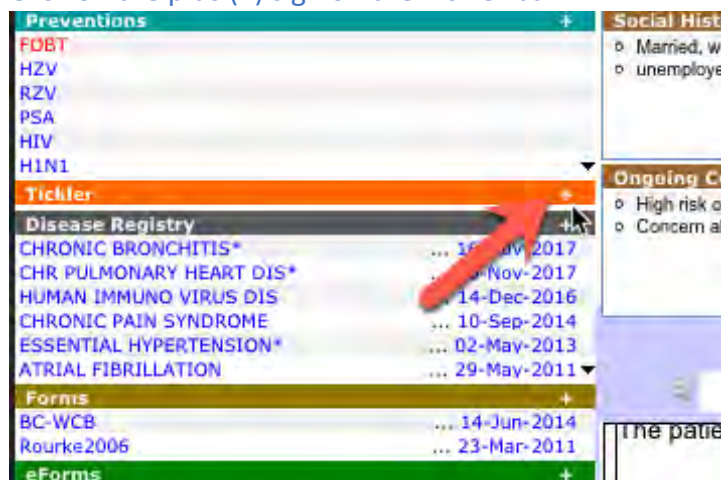 Preventions +
FOBT
HZV
RZV
PSA
HIV
H1N1
Tickler +
Disease Registry +
CHRONIC BRONCHITIS* ... 2017
CHR PULMONARY HEART DIS* Nov-2017
HUMAN IMMUNO VIRUS DIS 14-Dec-2016
CHRONIC PAIN SYNDROME ... 10-Sep-2014
ESSENTIAL HYPERTENSION* ... 02-May-2013
ATRIAL FIBRILLATION ... 29-May-2011
Forms +
BC-WCB ... 14-Jun-2014
Rourke2006 ... 23-Mar-2011
eForms +
Social Hist
Married, w
unemploye
Ongoing C
High risk o
Concern a
The patie